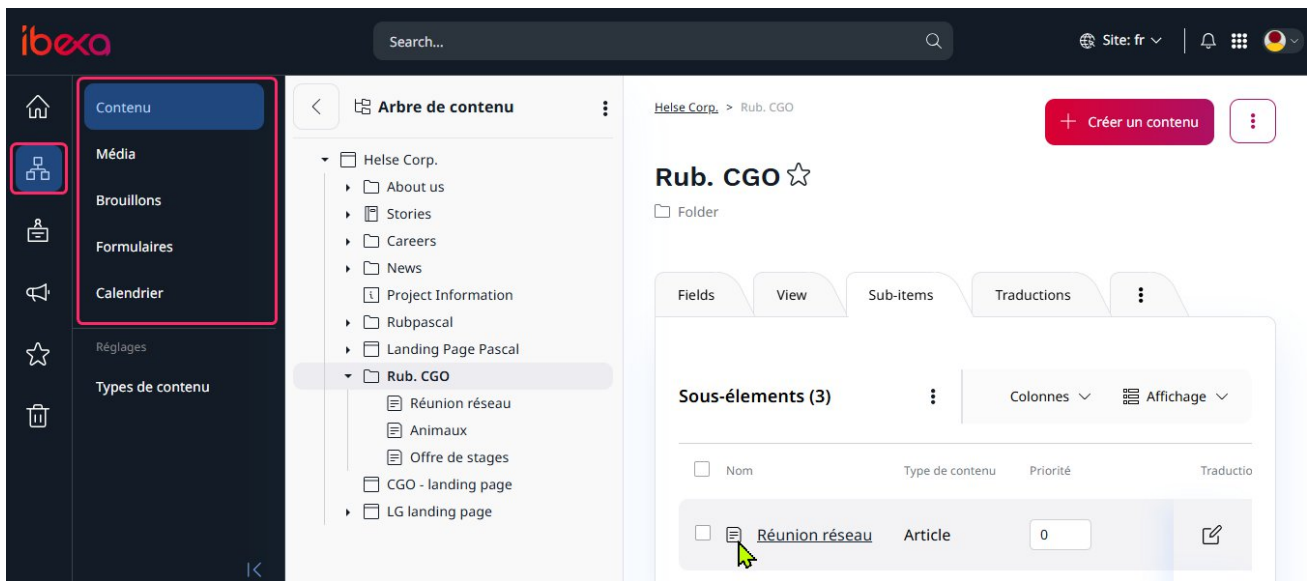 ibexa
Search...
Site: fr
Contenu
Média
Brouillons
Formulaires
Calendrier
Réglages
Types de contenu
Arbre de contenu
Helse Corp.
About us
Stories
Careers
News
Project Information
Rubpascal
Landing Page Pascal
Rub. CGO
Réunion réseau
Animaux
Offre de stages
CGO - landing page
LG landing page
Helse Corp. > Rub. CGO
+ Créer un contenu
Rub. CGO
Folder
Fields View Sub-items Traductions
Sous-élements (3) Colonnes Affichage
Nom Type de contenu Priorité Traductio
Réunion réseau Article 0